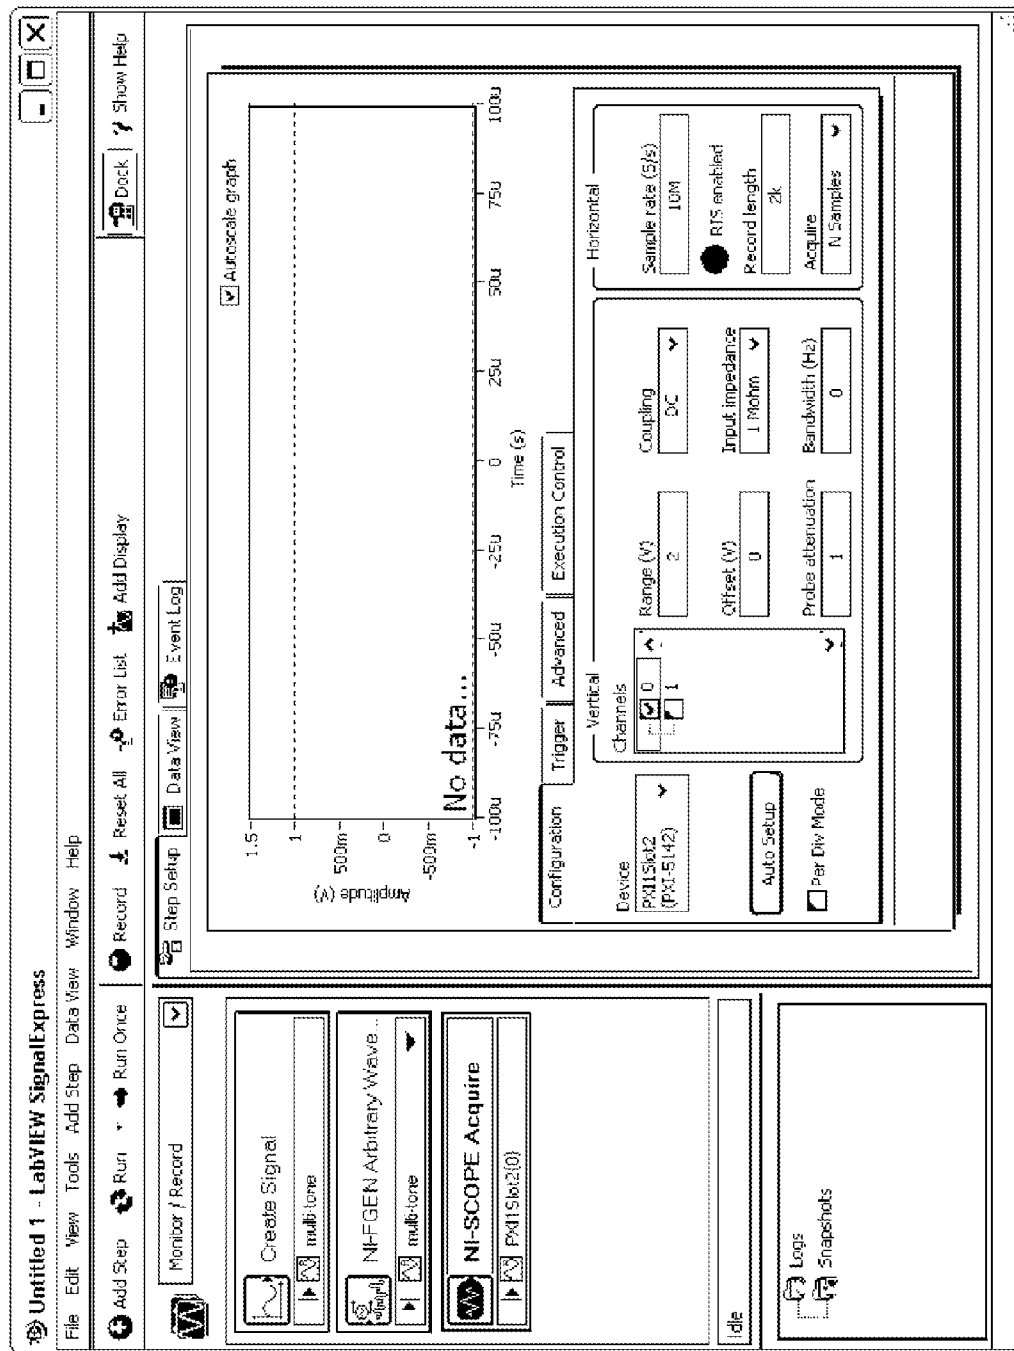 Untitled 1 - LabVIEW SignalExpress
File Edit View Tools Add Step Data View Window Help
Add Step Run Run Once Record Reset All Error List Add Display Dock ? Show Help
Monitor / Record
Create Signal
multi-tone
NI-FGEN Arbitrary Wave...
multi-tone
NI-SCOPE Acquire
PXI1Slot2(0)
Idle
Logs
Snapshots
Step Setup Data View Event Log
Autoscale graph
1.5
1
500m
0
-500m
-1
Amplitude (V)
No data...
-100u -75u -50u -25u 0 25u 50u 75u 100u
Time (s)
Configuration Trigger Advanced Execution Control
Device
PXI1Slot2
(PXI-5142)
Auto Setup
Per Div Mode
Vertical
Channels
0
1
Range (V)
2
Offset (V)
0
Probe attenuation
1
Coupling
DC
Input impedance
1 Mohm
Bandwidth (Hz)
0
Horizontal
Sample rate (S/s)
10M
RIS enabled
Record length
2k
Acquire
N Samples